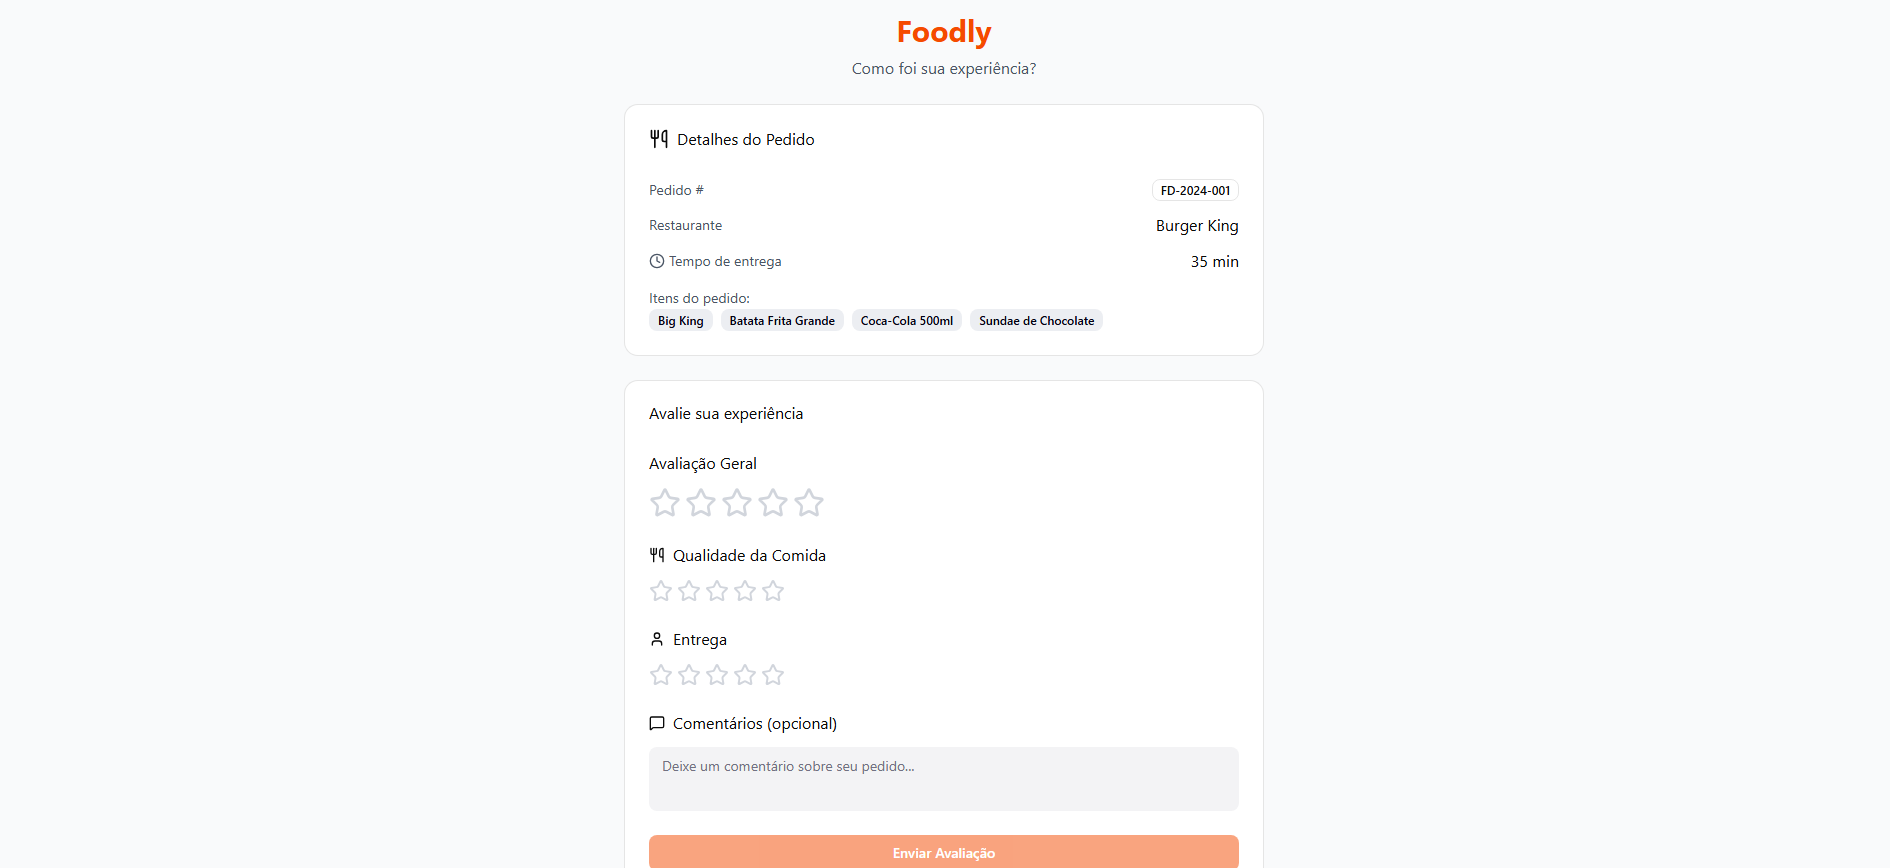 Foodly
Como foi sua experiência?
Detalhes do Pedido
Pedido # FD-2024-001
Restaurante Burger King
Tempo de entrega 35 min
Itens do pedido:
Big King Batata Frita Grande Coca-Cola 500ml Sundae de Chocolate
Avalie sua experiência
Avaliação Geral
Qualidade da Comida
Entrega
Comentários (opcional)
Deixe um comentário sobre seu pedido...
Enviar Avaliação